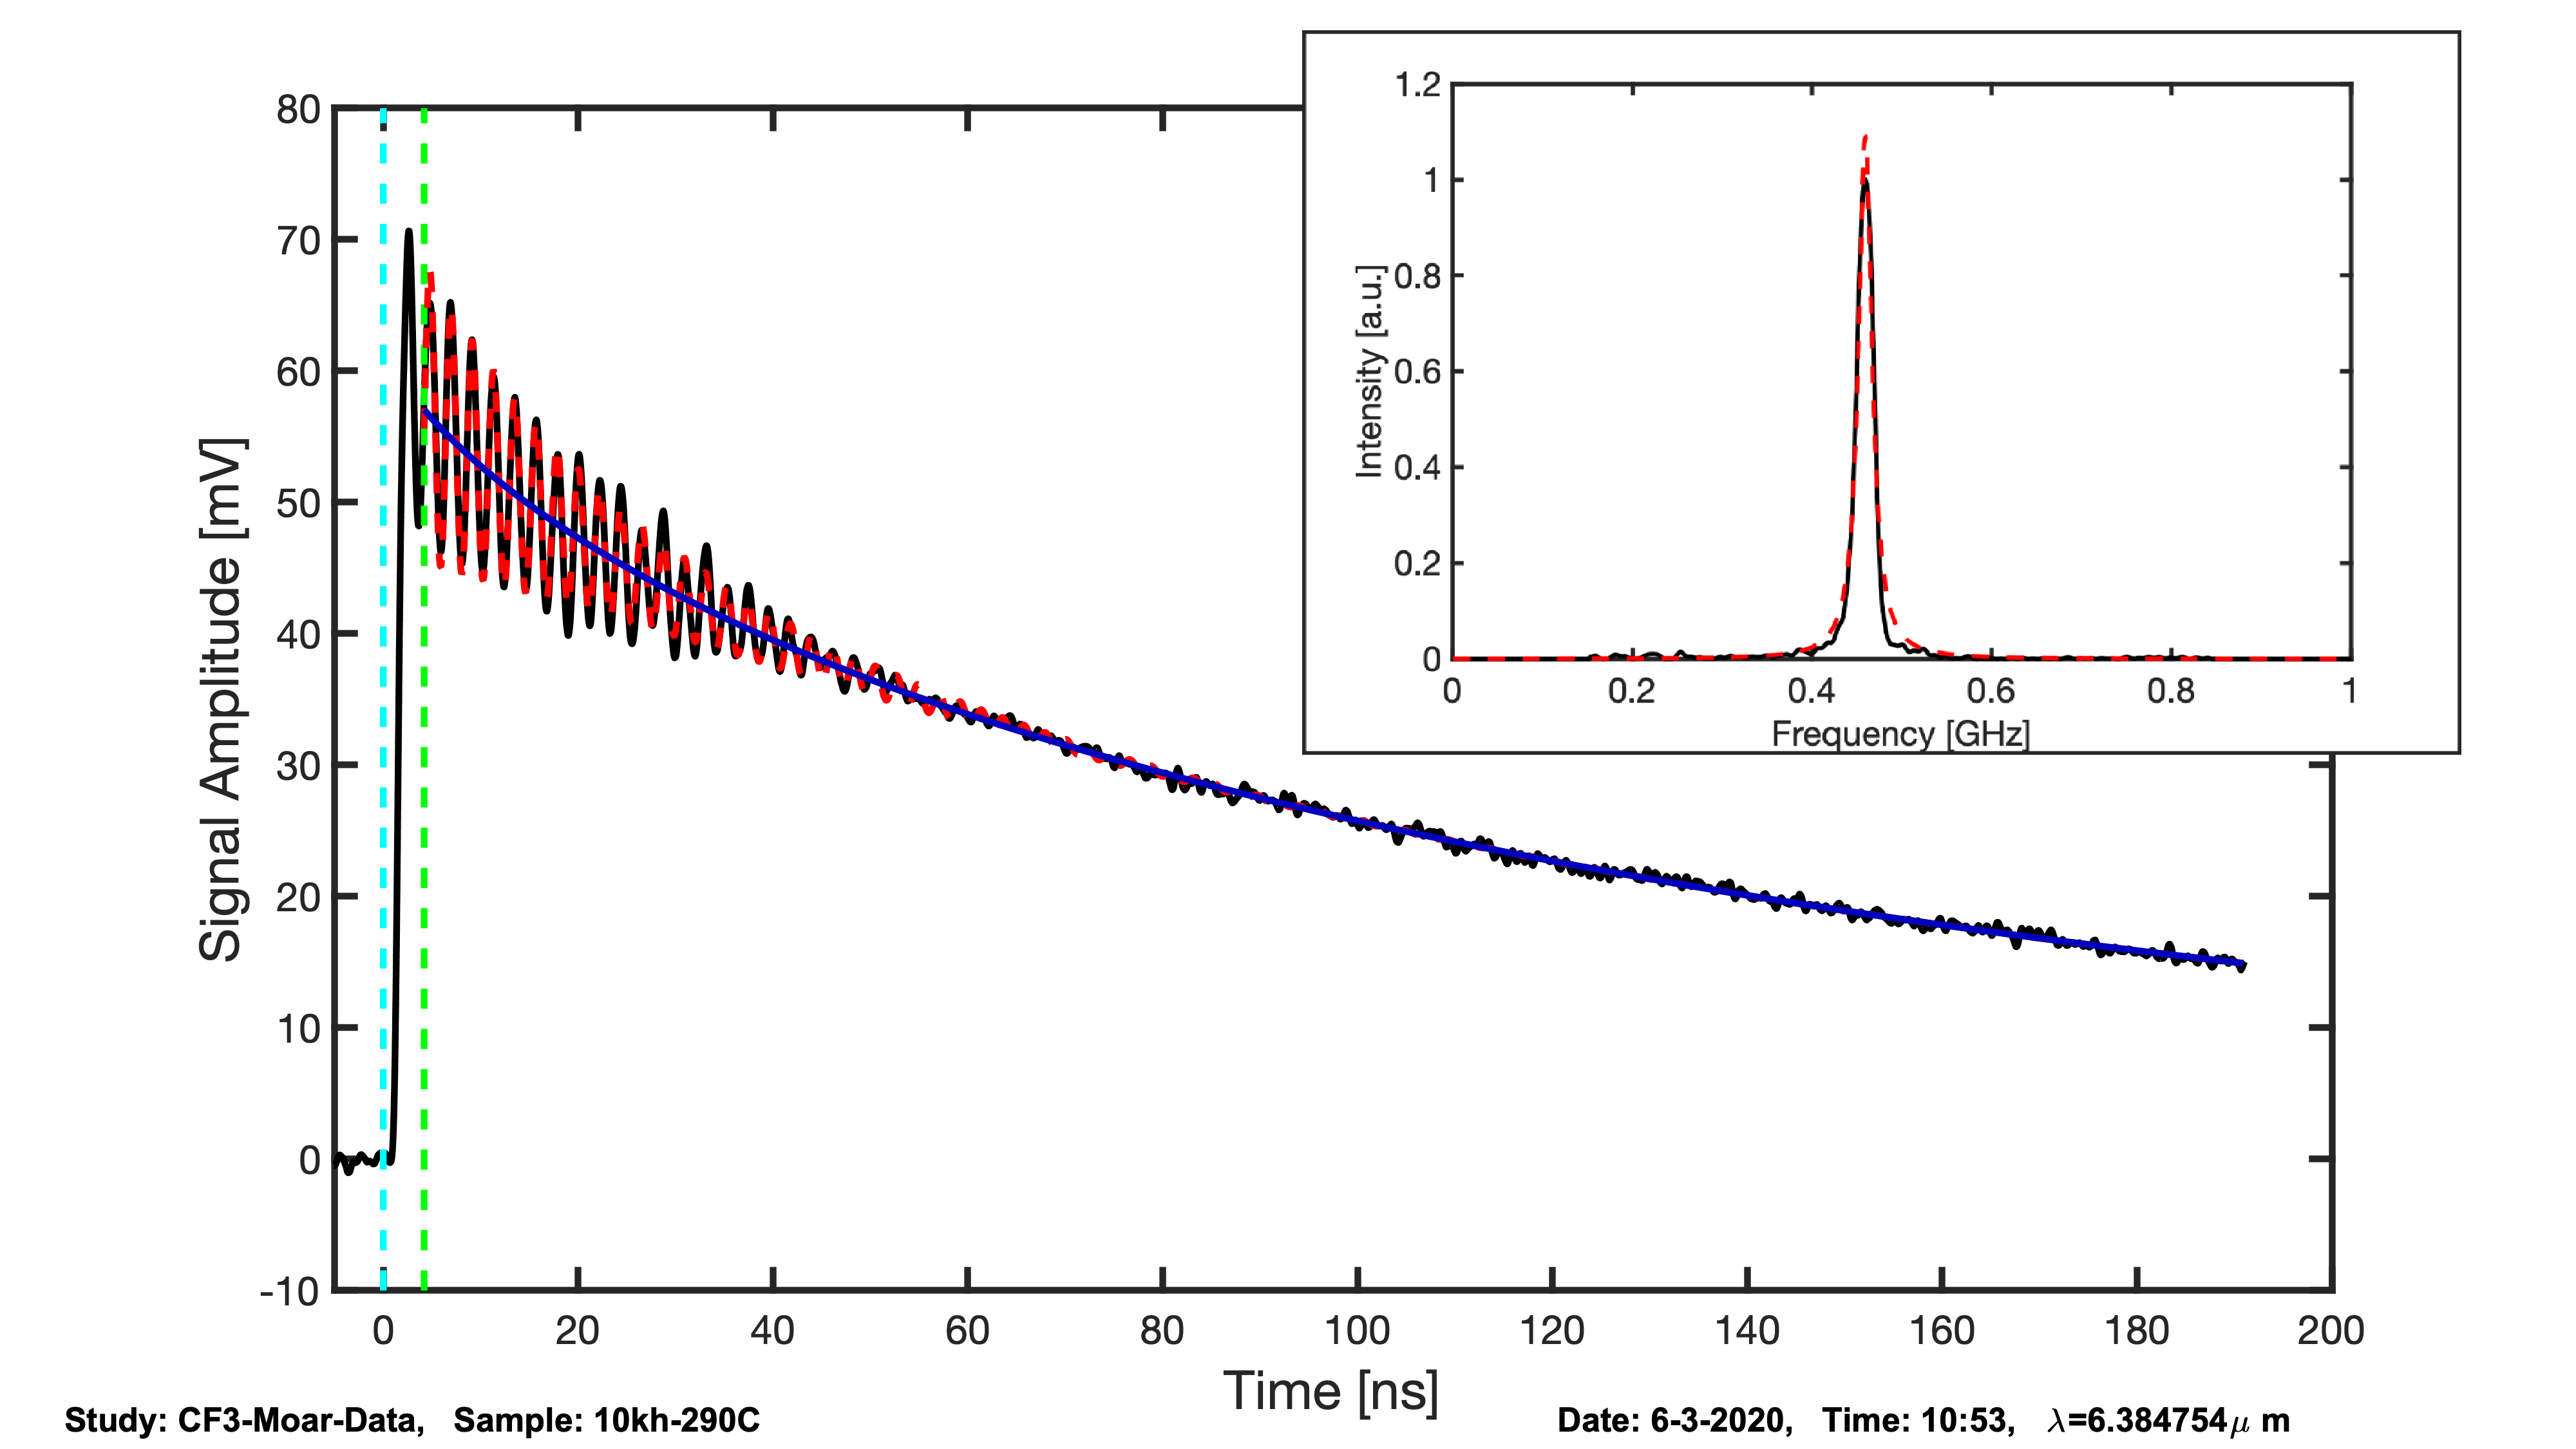 1.2
1
0.8
0.6
0.4
0.2
0
Intensity [a.u.]
0 0.2 0.4 0.6 0.8 1
Frequency [GHz]
80
70
60
50
40
30
20
10
0
-10
Signal Amplitude [mV]
0 20 40 60 80 100 120 140 160 180 200
Time [ns]
Study: CF3-Moar-Data, Sample: 10kh-290C
Date: 6-3-2020, Time: 10:53, λ=6.384754μ m